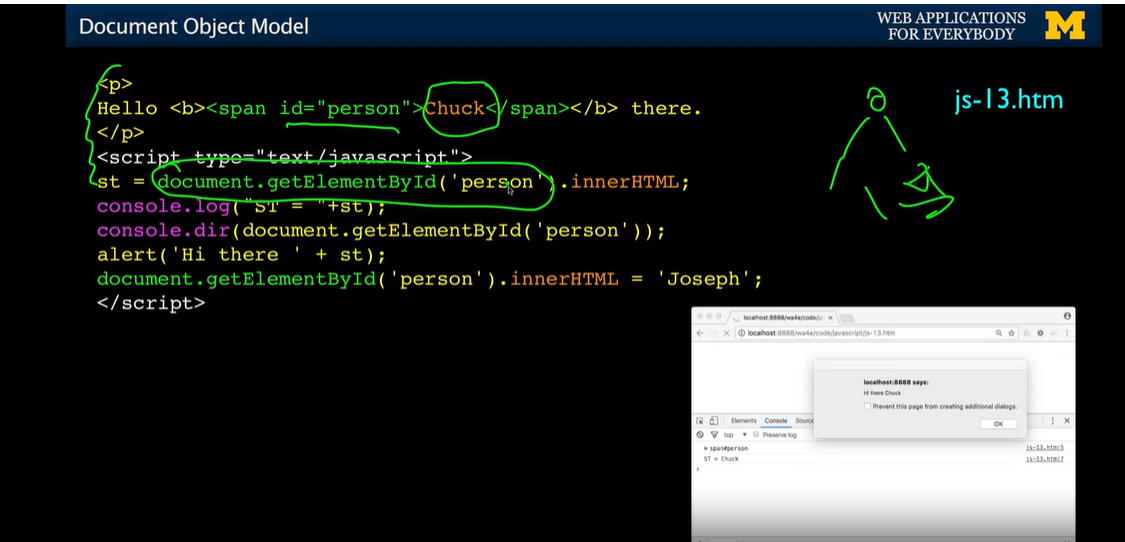 Document Object Model
WEB APPLICATIONS
FOR EVERYBODY
M
js-13.htm
<p>
Hello <b><span id="person">Chuck</span></b> there.
</p>
<script type="text/javascript">
st = document.getElementById('person').innerHTML;
console.log("ST = "+st);
console.dir(document.getElementById('person'));
alert('Hi there ' + st);
document.getElementById('person').innerHTML = 'Joseph';
</script>
localhost:8888/wa4e/code/ja
localhost:8888/wa4e/code/javascript/js-13.htm
localhost:8888 says:
Hi there Chuck
Prevent this page from creating additional dialogs.
OK
Elements Console Sourc
top Preserve log
span#person js-13.htm:5
ST = Chuck js-13.htm:7